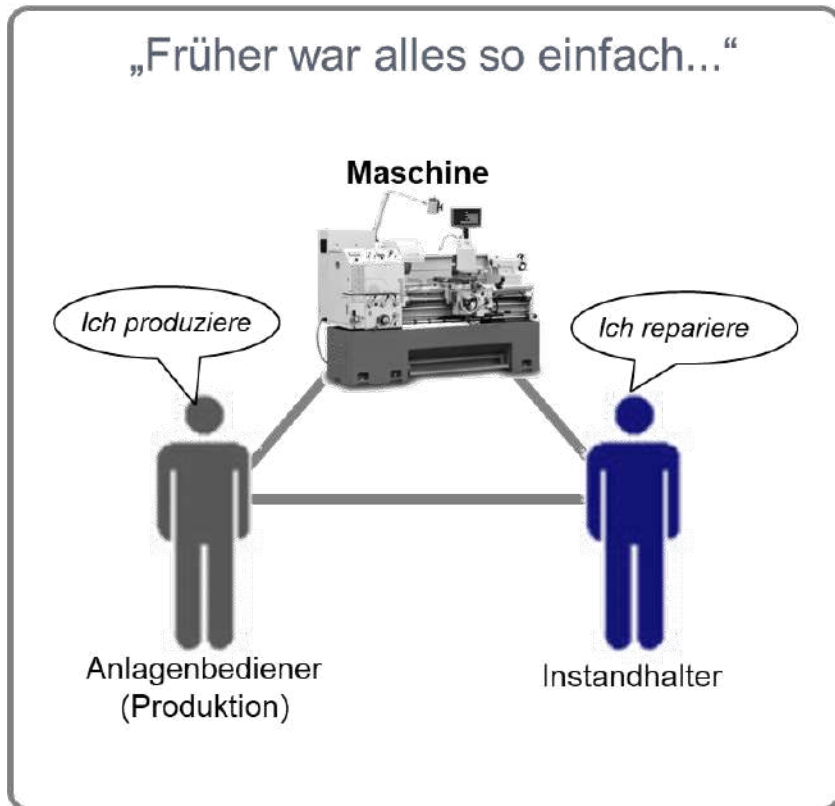 „Früher war alles so einfach...“
Maschine
Ich produziere
Ich repariere
Anlagenbediener
(Produktion)
Instandhalter